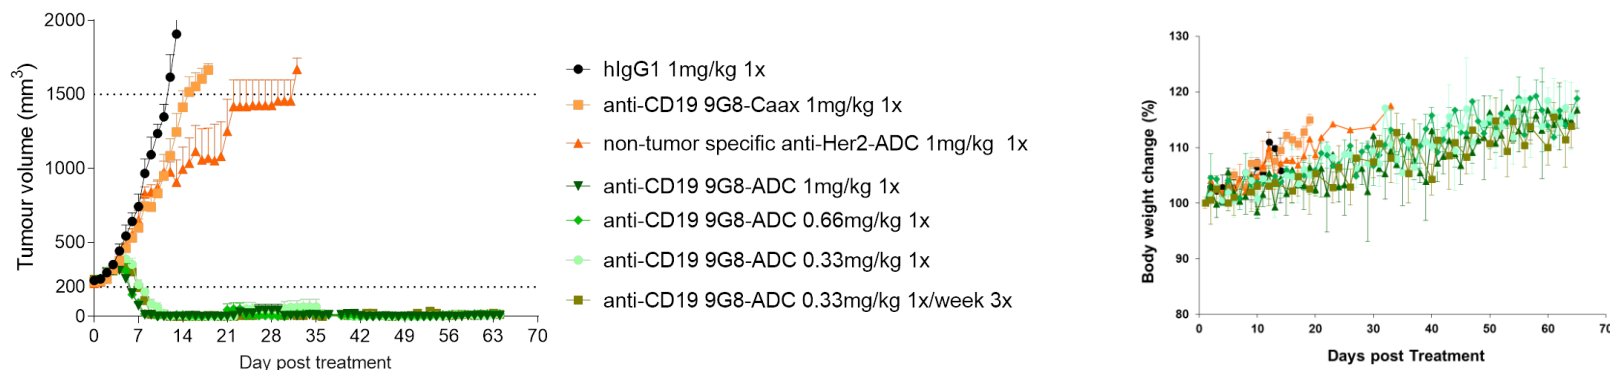 2000
1500
1000
500
200
0
0
7
14
21
28
35
42
49
56
63
70
Tumour volume (mm3)
Day post treatment
hIgG1 1mg/kg 1x
anti-CD19 9G8-Caax 1mg/kg 1x
non-tumor specific anti-Her2-ADC 1mg/kg 1x
anti-CD19 9G8-ADC 1mg/kg 1x
anti-CD19 9G8-ADC 0.66mg/kg 1x
anti-CD19 9G8-ADC 0.33mg/kg 1x
anti-CD19 9G8-ADC 0.33mg/kg 1x/week 3x
130
120
110
100
90
80
0
10
20
30
40
50
60
70
Body weight change (%)
Days post Treatment